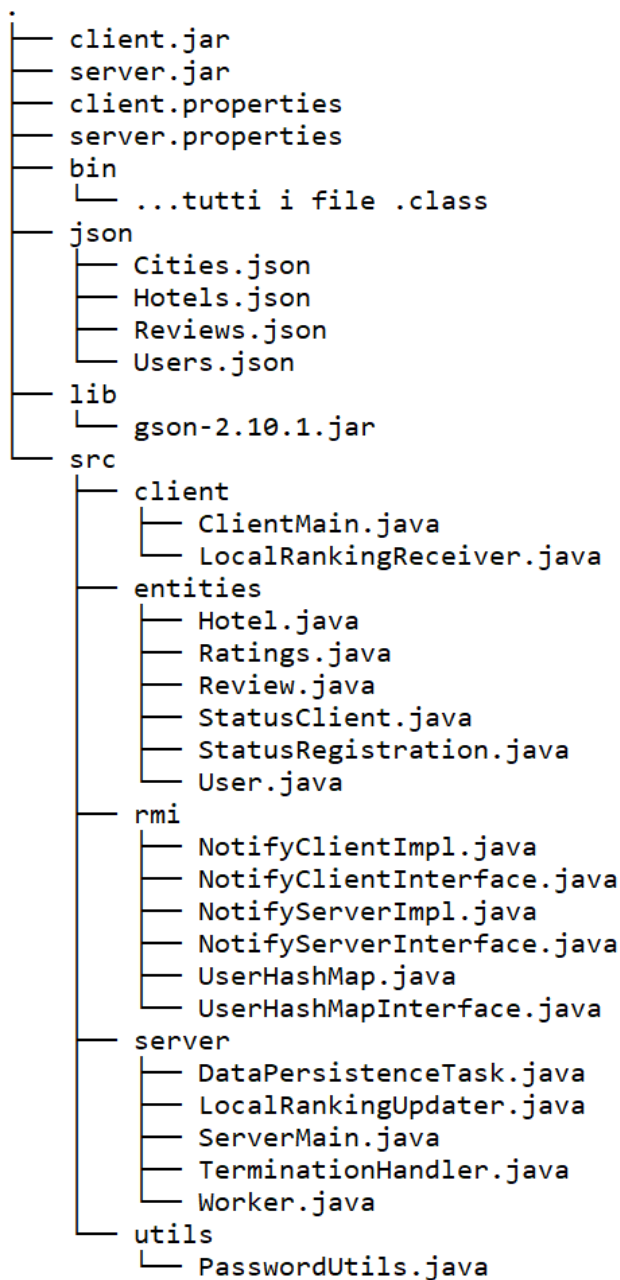 .
├── client.jar
├── server.jar
├── client.properties
├── server.properties
├── bin
│   └── ...tutti i file .class
├── json
│   ├── Cities.json
│   ├── Hotels.json
│   ├── Reviews.json
│   └── Users.json
├── lib
│   └── gson-2.10.1.jar
└── src
    ├── client
    │   ├── ClientMain.java
    │   └── LocalRankingReceiver.java
    ├── entities
    │   ├── Hotel.java
    │   ├── Ratings.java
    │   ├── Review.java
    │   ├── StatusClient.java
    │   ├── StatusRegistration.java
    │   └── User.java
    ├── rmi
    │   ├── NotifyClientImpl.java
    │   ├── NotifyClientInterface.java
    │   ├── NotifyServerImpl.java
    │   ├── NotifyServerInterface.java
    │   ├── UserHashMap.java
    │   └── UserHashMapInterface.java
    ├── server
    │   ├── DataPersistenceTask.java
    │   ├── LocalRankingUpdater.java
    │   ├── ServerMain.java
    │   ├── TerminationHandler.java
    │   └── Worker.java
    └── utils
        └── PasswordUtils.java